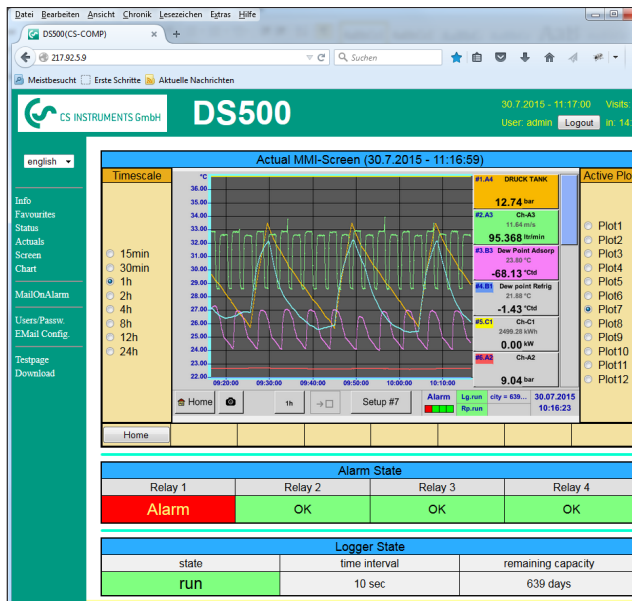 Datei Bearbeiten Ansicht Chronik Lesezeichen Extras Hilfe
DS500(CS-COMP) × +
217.92.5.9
Suchen
Meistbesucht Erste Schritte Aktuelle Nachrichten
CS INSTRUMENTS GmbH
DS500
30.7.2015 - 11:17:00 Visits:
User: admin Logout in: 14:
english
Info
Favourites
Status
Actuals
Screen
Chart
MailOnAlarm
Users/Passw.
EMail Config.
Testpage
Download
Actual MMI-Screen (30.7.2015 - 11:16:59)
Timescale
15min
30min
1h
2h
4h
8h
12h
24h
°C
36.00
35.00
34.00
33.00
32.00
31.00
30.00
29.00
28.00
27.00
26.00
25.00
24.00
23.00
22.00
09:20:00 09:30:00 09:40:00 09:50:00 10:00:00 10:10:00
#1.A4 DRUCK TANK
12.74 bar
#2.A3 Ch-A3
11.64 m/s
95.368 ltr/min
#3.B3 Dew Point Adsorp
23.80 °C
-68.13 °Ctd
#4.B1 Dew point Refrig
21.88 °C
-1.43 °Ctd
#5.C1 Ch-C1
2499.28 kWh
0.00 kW
#6.A2 Ch-A2
9.04 bar
Home 1h Setup #7
Alarm Lg.run Rp.run city = 639... 30.07.2015
10:16:23
Active Plo
Plot1
Plot2
Plot3
Plot4
Plot5
Plot6
Plot7
Plot8
Plot9
Plot10
Plot11
Plot12
Home
Alarm State
Relay 1 Relay 2 Relay 3 Relay 4
Alarm OK OK OK
Logger State
state time interval remaining capacity
run 10 sec 639 days